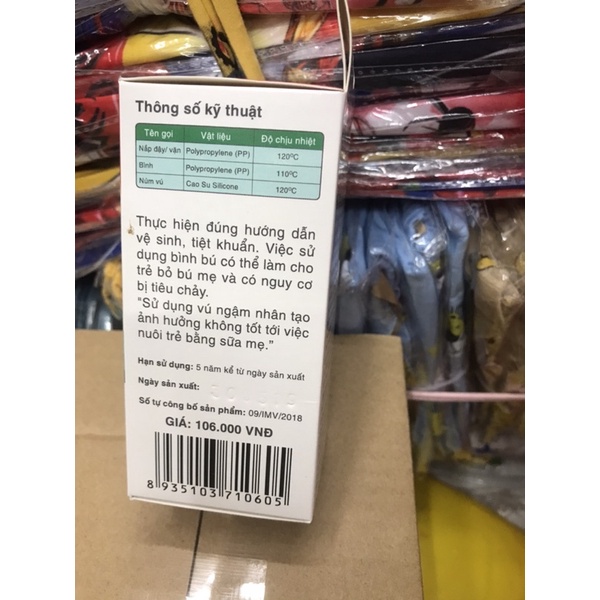 Thông số kỹ thuật
Tên gọi Vật liệu Độ chịu nhiệt
Nắp đậy/ vặn Polypropylene (PP) 120ºC
Bình Polypropylene (PP) 110ºC
Núm vú Cao Su Silicone 120ºC
Thực hiện đúng hướng dẫn
vệ sinh, tiệt khuẩn. Việc sử
dụng bình bú có thể làm cho
trẻ bỏ bú mẹ và có nguy cơ
bị tiêu chảy.
"Sử dụng vú ngậm nhân tạo
ảnh hưởng không tốt tới việc
nuôi trẻ bằng sữa mẹ."
Hạn sử dụng: 5 năm kể từ ngày sản xuất
Ngày sản xuất:
Số tự công bố sản phẩm: 09/IMV/2018
GIÁ: 106.000 VNĐ
8 935103 710605